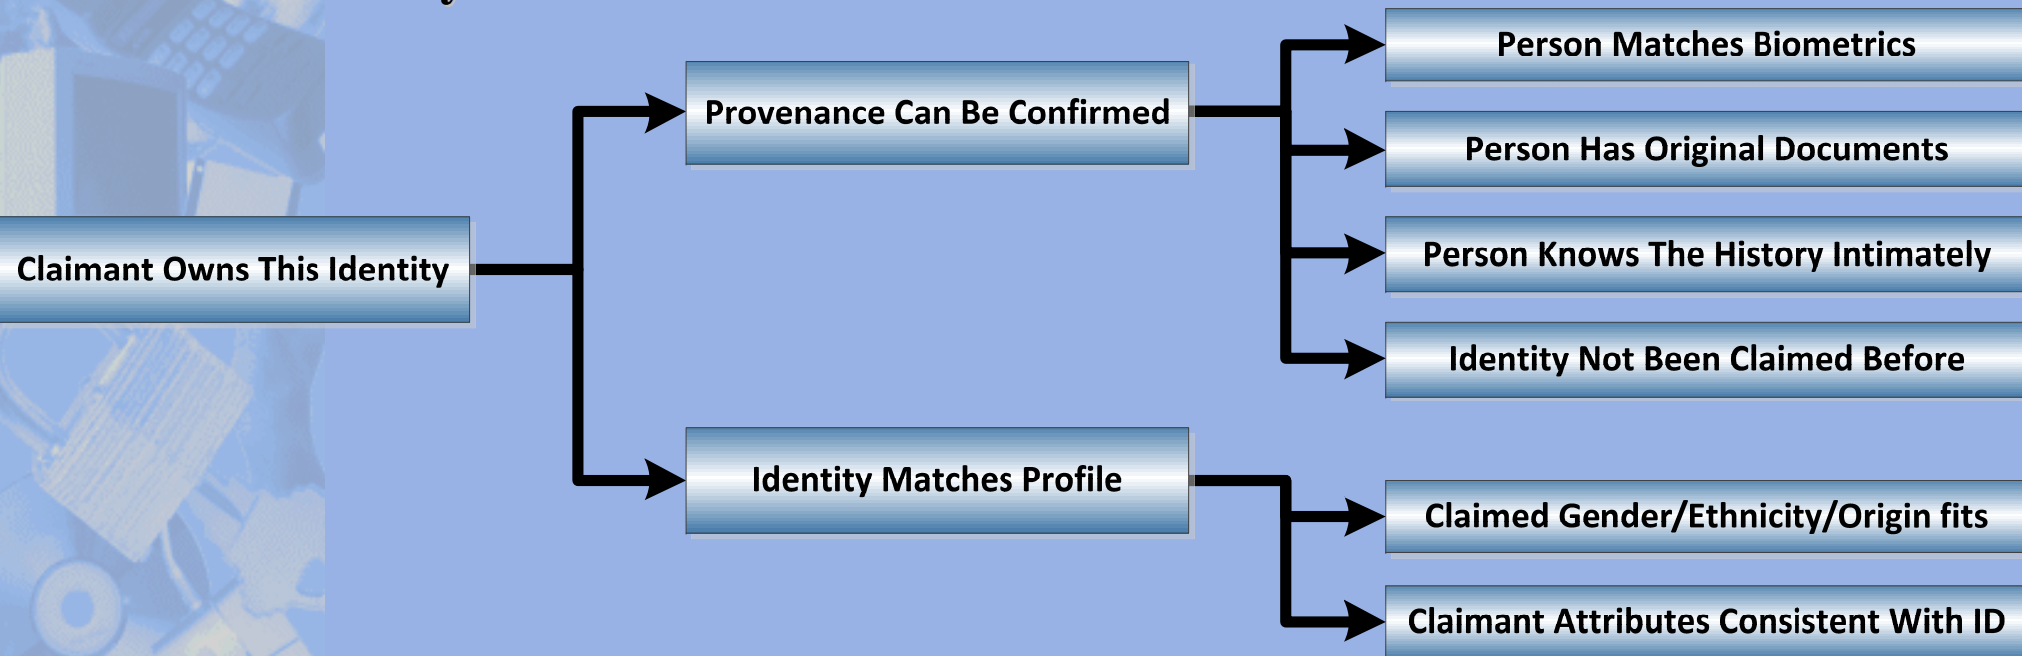 Person Matches Biometrics
Provenance Can Be Confirmed
Person Has Original Documents
Claimant Owns This Identity
Person Knows The History Intimately
Identity Not Been Claimed Before
Identity Matches Profile
Claimed Gender/Ethnicity/Origin fits
Claimant Attributes Consistent With ID